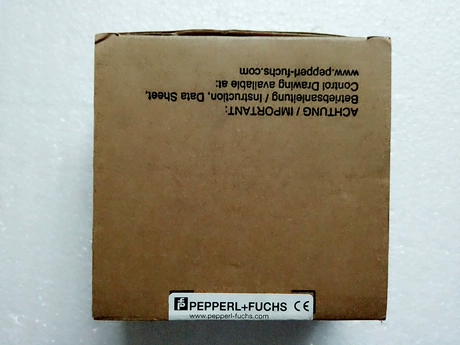 ACHTUNG / IMPORTANT:
Betriebsanleitung / Instruction, Data Sheet,
Control Drawing available at:
www.pepperl-fuchs.com
PEPPERL+FUCHS CE
www.pepperl-fuchs.com